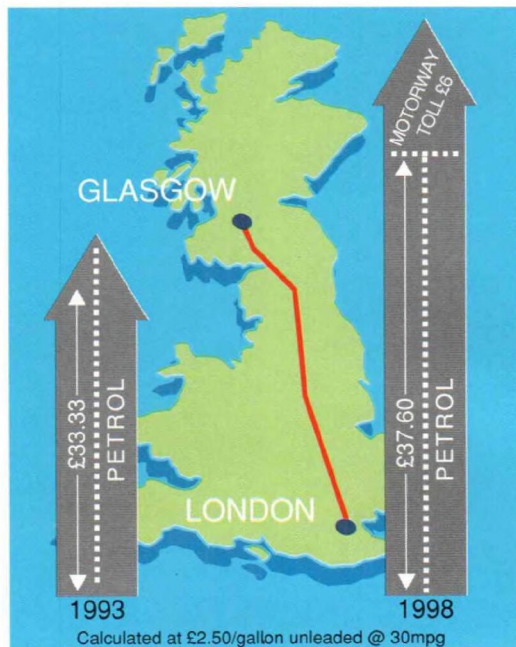 MOTORWAY
TOLL £6
GLASGOW
£33.33
PETROL
£37.60
PETROL
LONDON
1993
1998
Calculated at £2.50/gallon unleaded @ 30mpg